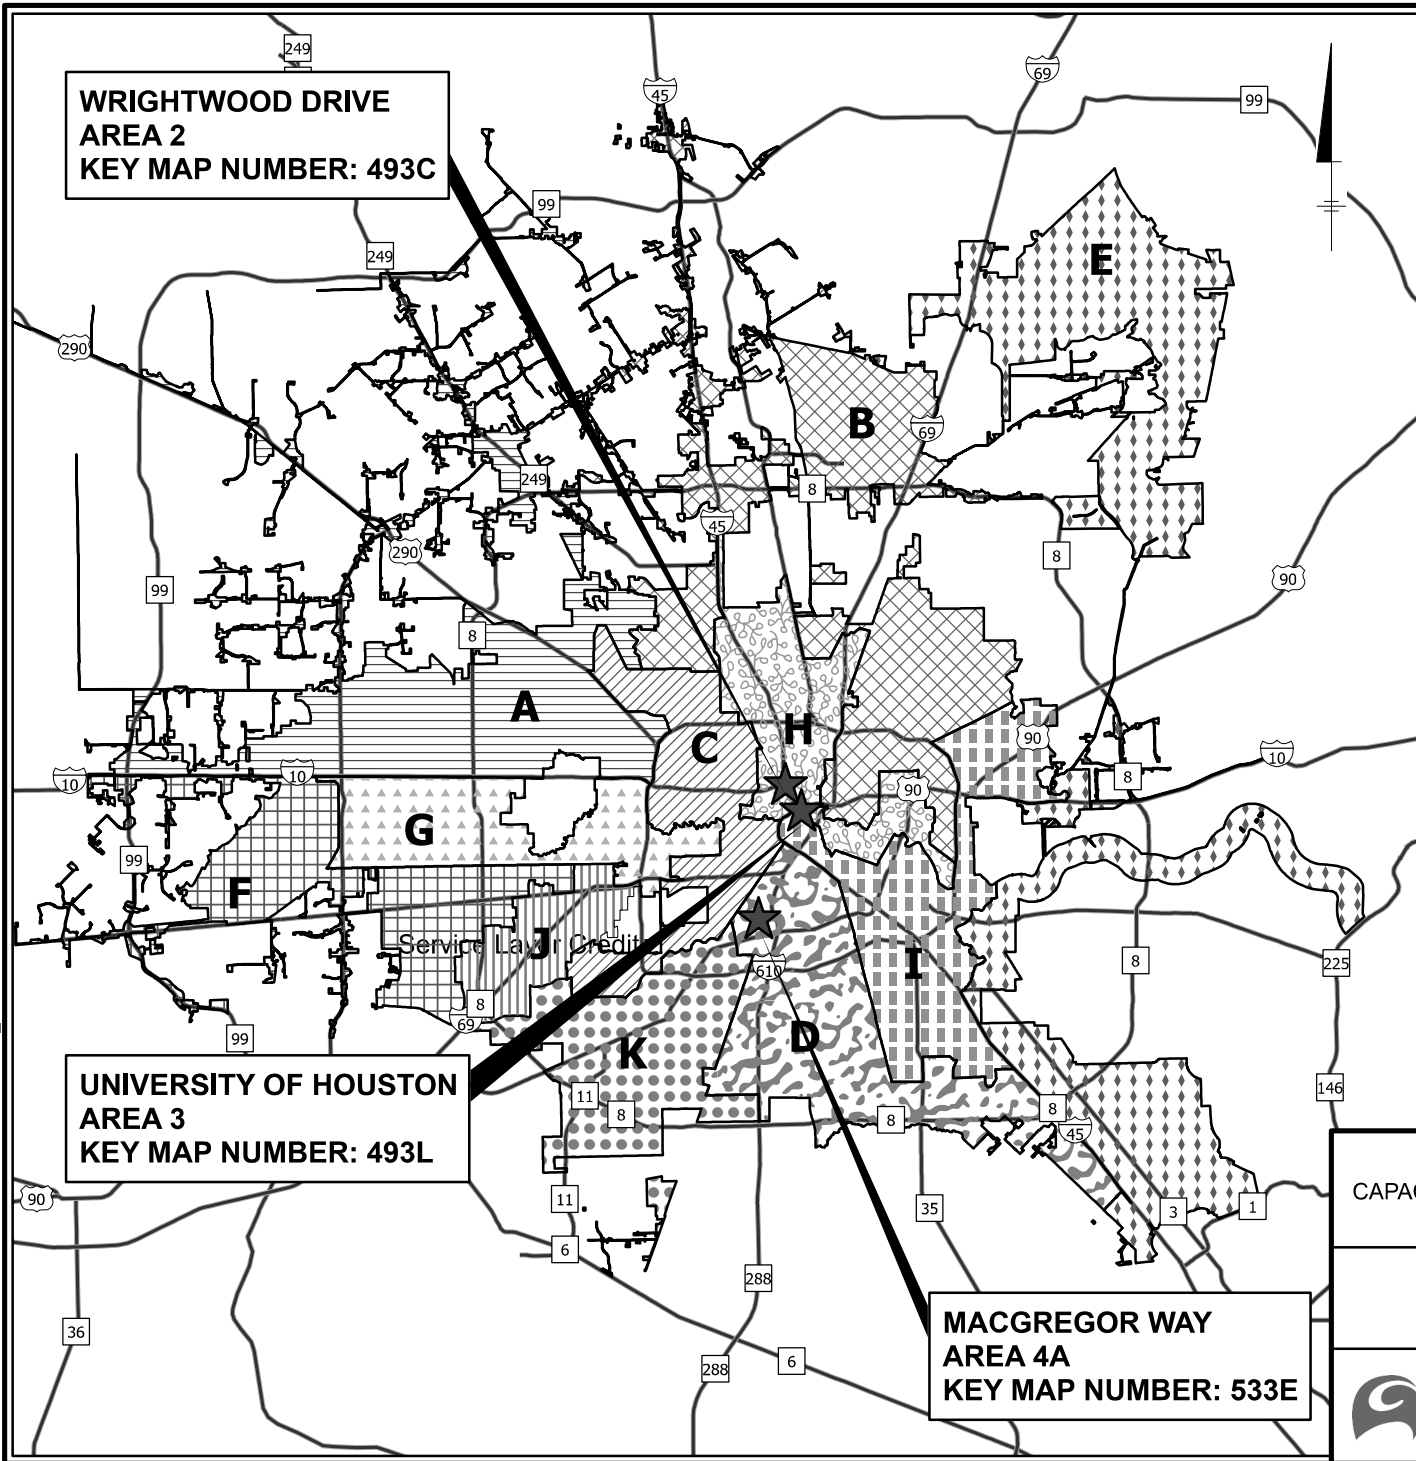 249
45
69
99
WRIGHTWOOD DRIVE
AREA 2
KEY MAP NUMBER: 493C
99
249
E
290
B
69
249
8
45
290
8
90
99
8
A
H
C
90
10
10
90
8
10
G
99
F
J
Service Layer Credits:
I
610
8
225
8
69
99
D
K
UNIVERSITY OF HOUSTON
AREA 3
KEY MAP NUMBER: 493L
11
8
8
8
45
146
90
11
35
3
1
CAPAC
6
288
36
288
6
MACGREGOR WAY
AREA 4A
KEY MAP NUMBER: 533E